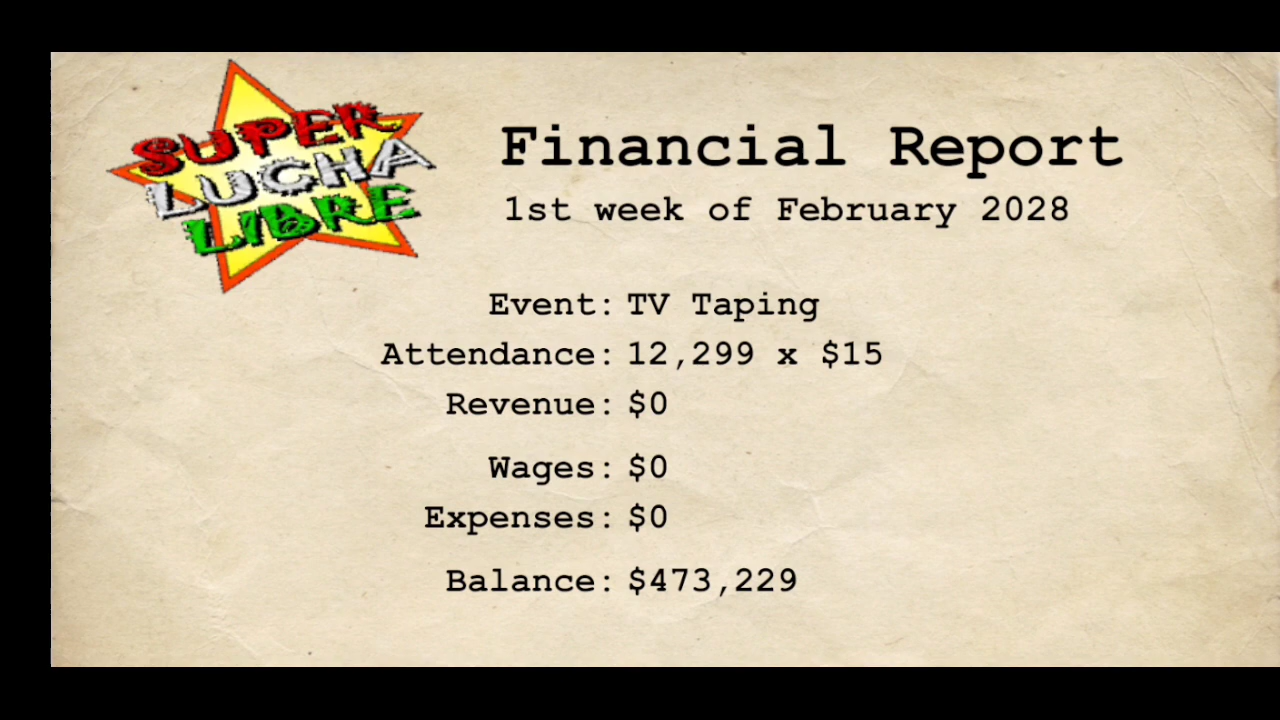 SUPER
LUCHA
LIBRE
Financial Report
1st week of February 2028
Event: TV Taping
Attendance: 12,299 x $15
Revenue: $0
Wages: $0
Expenses: $0
Balance: $473,229